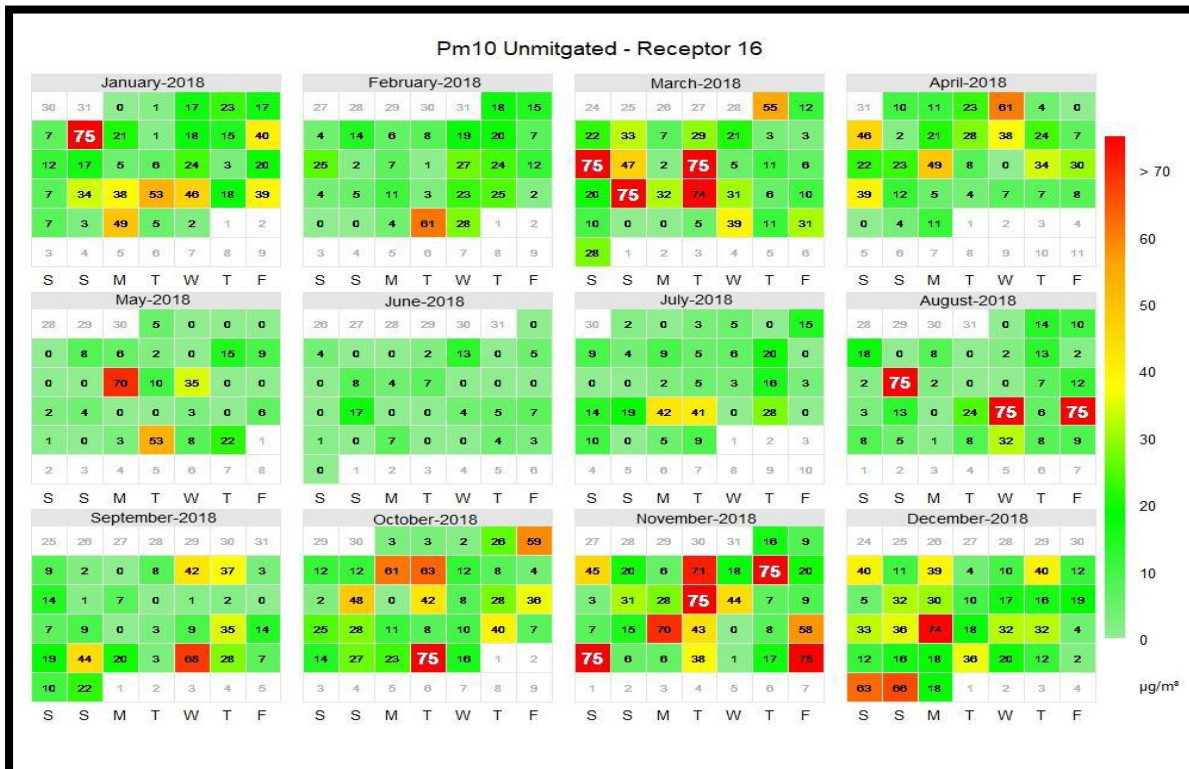 Pm10 Unmitgated - Receptor 16
January-2018
30 31 0 1 17 23 17
7 75 21 1 18 15 40
12 17 5 6 24 3 20
7 34 38 53 46 18 39
7 3 49 5 2 1 2
3 4 5 6 7 8 9
S S M T W T F
February-2018
27 28 29 30 31 18 15
4 14 6 8 19 20 7
25 2 7 1 27 24 12
4 5 11 3 23 25 2
0 0 4 61 28 1 2
3 4 5 6 7 8 9
S S M T W T F
March-2018
24 25 26 27 28 55 12
22 33 7 29 21 3 3
75 47 2 75 5 11 6
20 75 32 74 31 6 10
10 0 0 5 39 11 31
28 1 2 3 4 5 6
S S M T W T F
April-2018
31 10 11 23 61 4 0
46 2 21 28 38 24 7
22 23 49 8 0 34 30
39 12 5 4 7 7 8
0 4 11 1 2 3 4
5 6 7 8 9 10 11
S S M T W T F
May-2018
28 29 30 5 0 0 0
0 8 6 2 0 15 9
0 0 70 10 35 0 0
2 4 0 0 3 0 6
1 0 3 53 8 22 1
2 3 4 5 6 7 8
S S M T W T F
June-2018
26 27 28 29 30 31 0
4 0 0 2 13 0 5
0 8 4 7 0 0 0
0 17 0 0 4 5 7
1 0 7 0 0 4 3
0 1 2 3 4 5 6
S S M T W T F
July-2018
30 2 0 3 5 0 15
9 4 9 5 6 20 0
0 0 2 5 3 16 3
14 19 42 41 0 28 0
10 0 5 9 1 2 3
4 5 6 7 8 9 10
S S M T W T F
August-2018
28 29 30 31 0 14 10
18 0 8 0 2 13 2
2 75 2 0 0 7 12
3 13 0 24 75 6 75
8 5 1 8 32 8 9
1 2 3 4 5 6 7
S S M T W T F
September-2018
25 26 27 28 29 30 31
9 2 0 8 42 37 3
14 1 7 0 1 2 0
7 9 0 3 9 35 14
19 44 20 3 68 28 7
10 22 1 2 3 4 5
S S M T W T F
October-2018
29 30 3 3 2 26 59
12 12 61 63 12 8 4
2 48 0 42 8 28 36
25 28 11 8 10 40 7
14 27 23 75 16 1 2
3 4 5 6 7 8 9
S S M T W T F
November-2018
27 28 29 30 31 16 9
45 20 6 71 18 75 20
3 31 28 75 44 7 9
7 15 70 43 0 8 58
75 6 6 38 1 17 75
1 2 3 4 5 6 7
S S M T W T F
December-2018
24 25 26 27 28 29 30
40 11 39 4 10 40 12
5 32 30 10 17 16 19
33 36 74 18 32 32 4
12 16 18 36 20 12 2
63 66 18 1 2 3 4
S S M T W T F
> 70
60
50
40
30
20
10
0
µg/m³